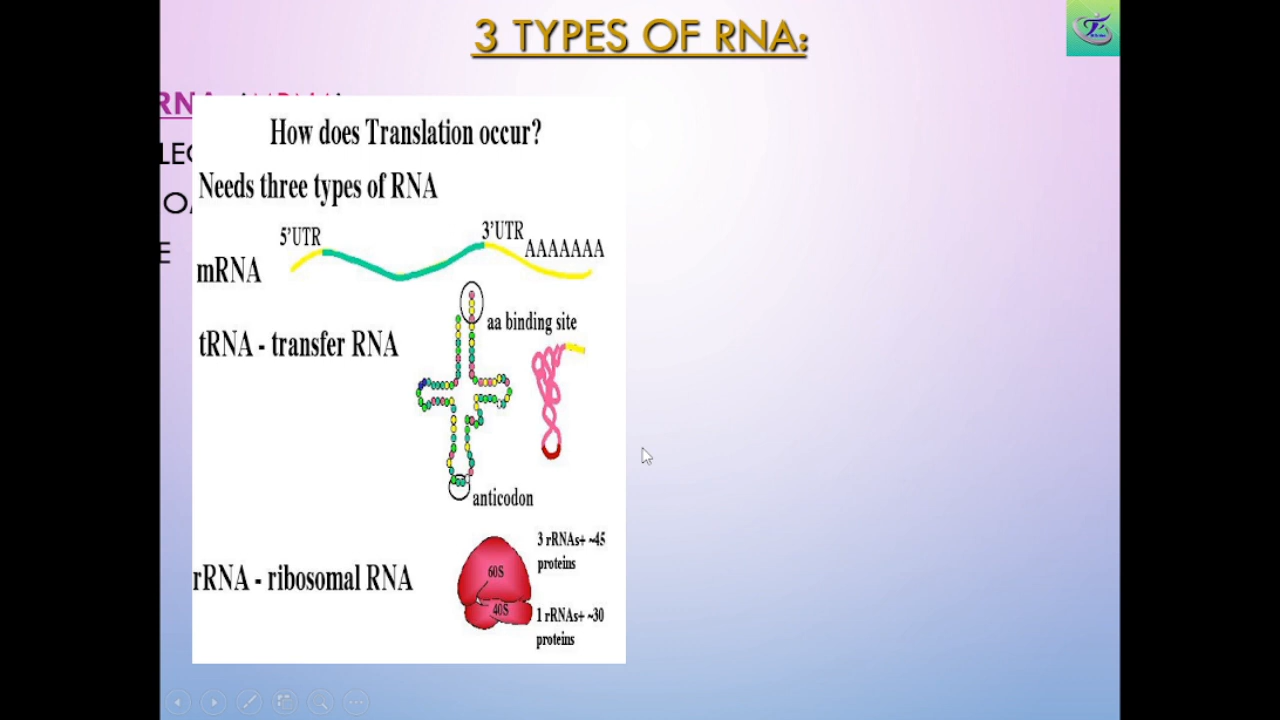 3 TYPES OF RNA:
How does Translation occur?
Needs three types of RNA
5'UTR
3'UTR
AAAAAAA
mRNA
aa binding site
tRNA - transfer RNA
anticodon
3 rRNAs+ ~45
proteins
60S
rRNA - ribosomal RNA
40S
1 rRNAs+ ~30
proteins